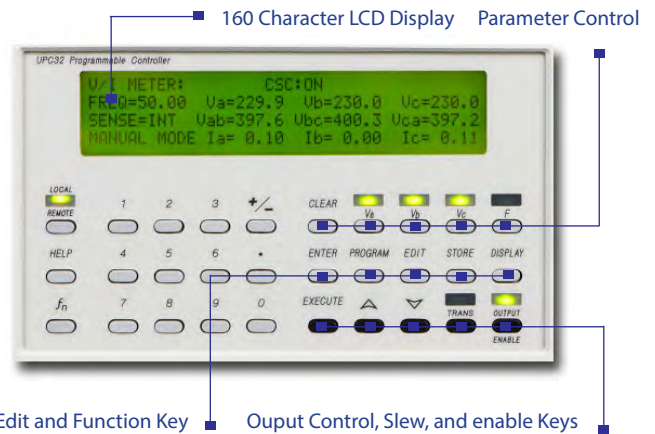 160 Character LCD Display Parameter Control
UPC32 Programmable Controller
V/I METER: CSC:ON
FREQ=50.00 Va=229.9 Vb=230.0 Vc=230.0
SENSE=INT Vab=397.6 Vbc=400.3 Vca=397.2
MANUAL MODE Ia= 0.10 Ib= 0.00 Ic= 0.11
LOCAL
REMOTE
1 2 3 +/- CLEAR Va Vb Vc F
HELP 4 5 6 . ENTER PROGRAM EDIT STORE DISPLAY
fn 7 8 9 0 EXECUTE TRANS OUTPUT
ENABLE
Edit and Function Key Ouput Control, Slew, and enable Keys